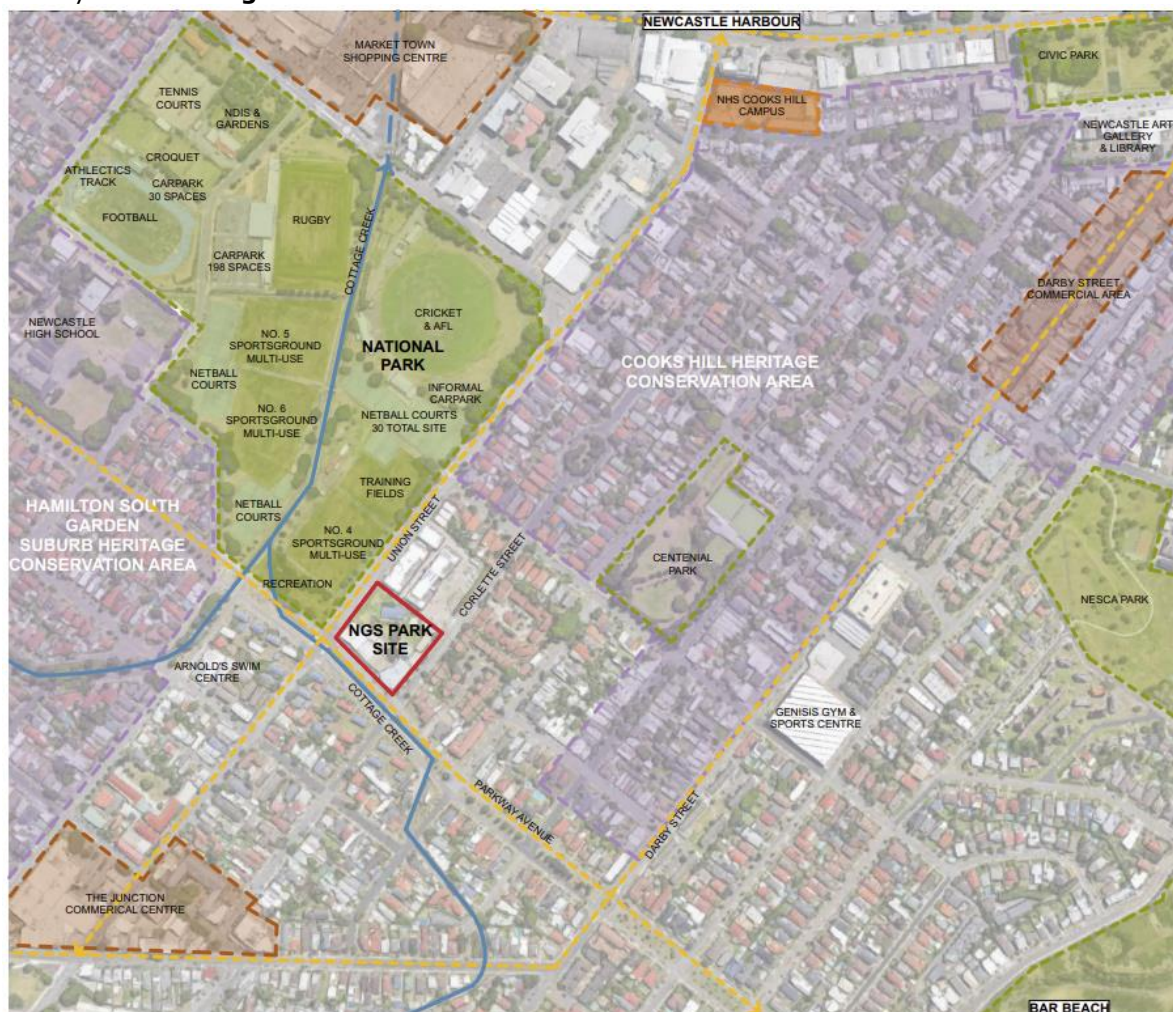 NEWCASTLE HARBOUR
MARKET TOWN
SHOPPING CENTRE
CIVIC PARK
TENNIS
COURTS
NDIS &
GARDENS
NHS COOKS HILL
CAMPUS
NEWCASTLE ART
GALLERY
& LIBRARY
CROQUET
ATHLECTICS
TRACK
CARPARK
30 SPACES
FOOTBALL
RUGBY
COTTAGE CREEK
CARPARK
198 SPACES
DARBY STREET
COMMERCIAL AREA
CRICKET
& AFL
NEWCASTLE
HIGH SCHOOL
NO. 5
SPORTSGROUND
MULTI-USE
NATIONAL
PARK
COOKS HILL HERITAGE
CONSERVATION AREA
NETBALL
COURTS
INFORMAL
CARPARK
NO. 6
SPORTSGROUND
MULTI-USE
NETBALL COURTS
30 TOTAL SITE
TRAINING
FIELDS
HAMILTON SOUTH
GARDEN
SUBURB HERITAGE
CONSERVATION AREA
NETBALL
COURTS
UNION STREET
NO. 4
SPORTSGROUND
MULTI-USE
CORLETTE STREET
CENTENIAL
PARK
RECREATION
NESCA PARK
NGS PARK
SITE
ARNOLD'S SWIM
CENTRE
COTTAGE CREEK
GENISIS GYM &
SPORTS CENTRE
PARKWAY AVENUE
DARBY STREET
THE JUNCTION
COMMERICAL CENTRE
BAR BEACH